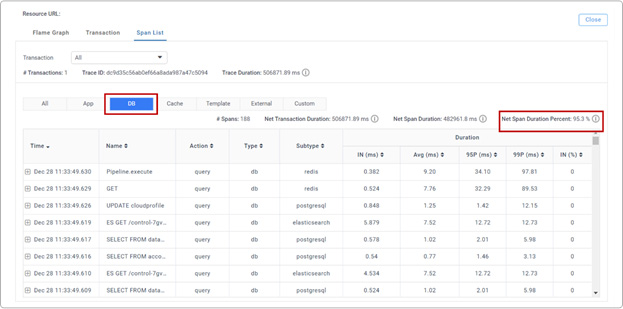 Resource URL:
Close
Flame Graph Transaction Span List
Transaction All
# Transactions: 1 Trace ID: dc9d35c56ab0ef66a8ada987a47c5094 Trace Duration: 506871.89 ms
All App DB Cache Template External Custom
# Spans: 188 Net Transaction Duration: 506871.89 ms Net Span Duration: 482961.8 ms Net Span Duration Percent: 95.3 %
Duration
Time Name Action Type Subtype IN (ms) Avg (ms) 95P (ms) 99P (ms) IN (%)
Dec 28 11:33:49.630 Pipeline.execute query db redis 0.382 9.20 34.10 97.81 0
Dec 28 11:33:49.629 GET query db redis 0.524 7.76 32.29 89.53 0
Dec 28 11:33:49.626 UPDATE cloudprofile query db postgresql 0.848 1.25 1.42 12.15 0
Dec 28 11:33:49.619 ES GET /control-7gv... query db elasticsearch 5.879 7.52 12.72 12.73 0
Dec 28 11:33:49.617 SELECT FROM data... query db postgresql 0.578 1.02 2.01 5.98 0
Dec 28 11:33:49.616 SELECT FROM acco... query db postgresql 0.54 0.77 1.46 3.13 0
Dec 28 11:33:49.610 ES GET /control-7gv... query db elasticsearch 4.534 7.52 12.72 12.73 0
Dec 28 11:33:49.609 SELECT FROM data... query db postgresql 0.524 1.02 2.01 5.98 0